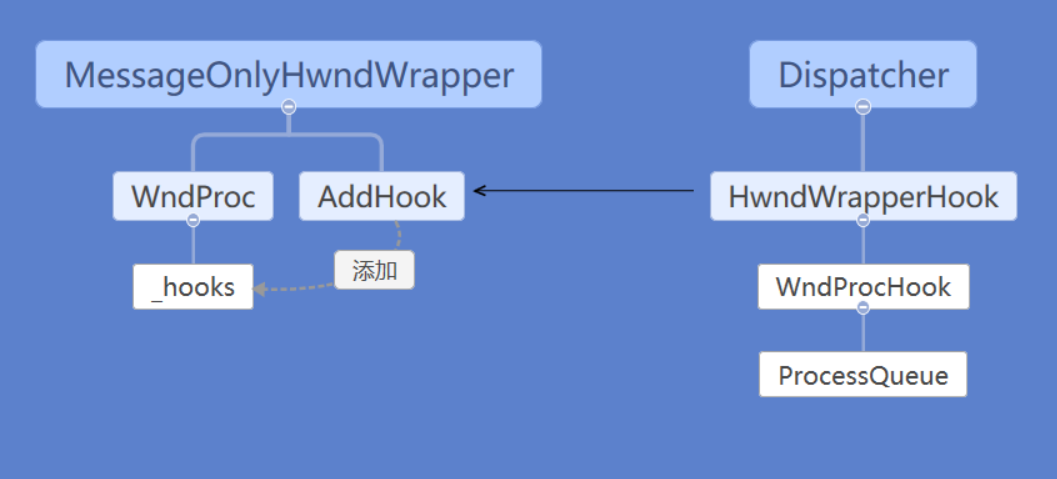 MessageOnlyHwndWrapper
Dispatcher
WndProc
AddHook
HwndWrapperHook
添加
_hooks
WndProcHook
ProcessQueue